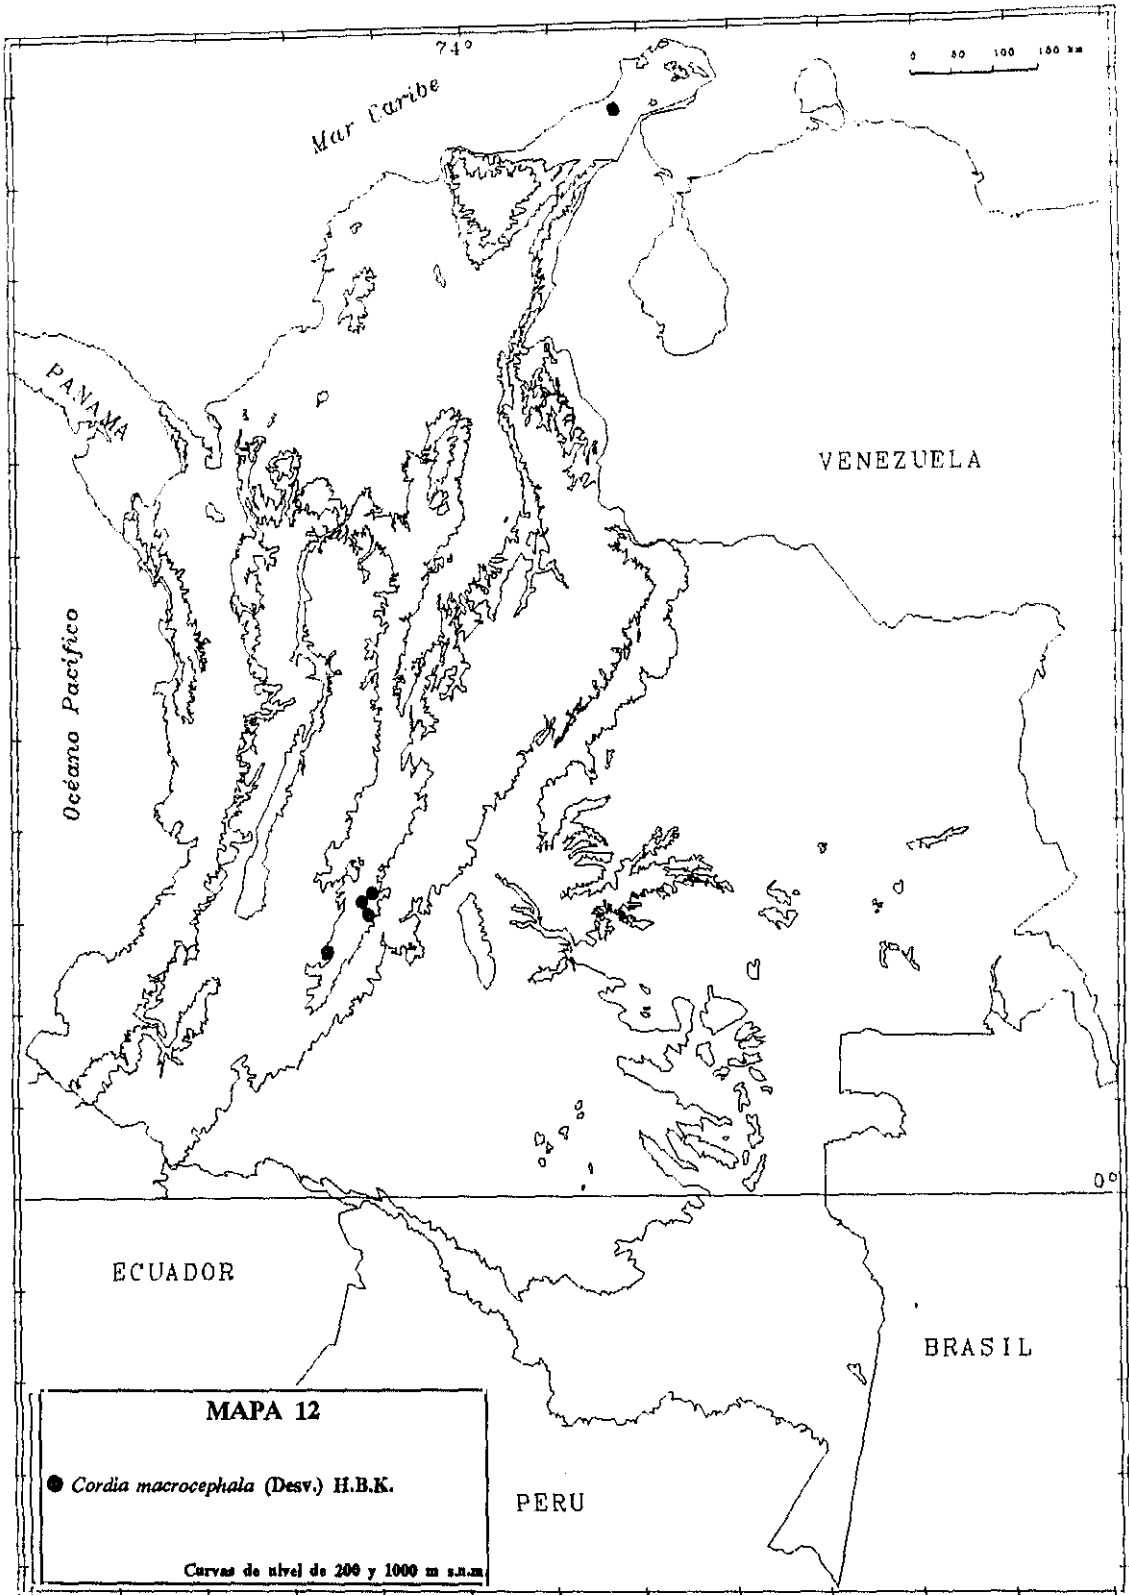 74°
0 50 100 150 km
Mar Caribe
PANAMA
VENEZUELA
Océano Pacífico
0°
ECUADOR
BRASIL
MAPA 12
Cordia macrocephala (Desv.) H.B.K.
PERU
Curvas de nivel de 200 y 1000 m s.n.m